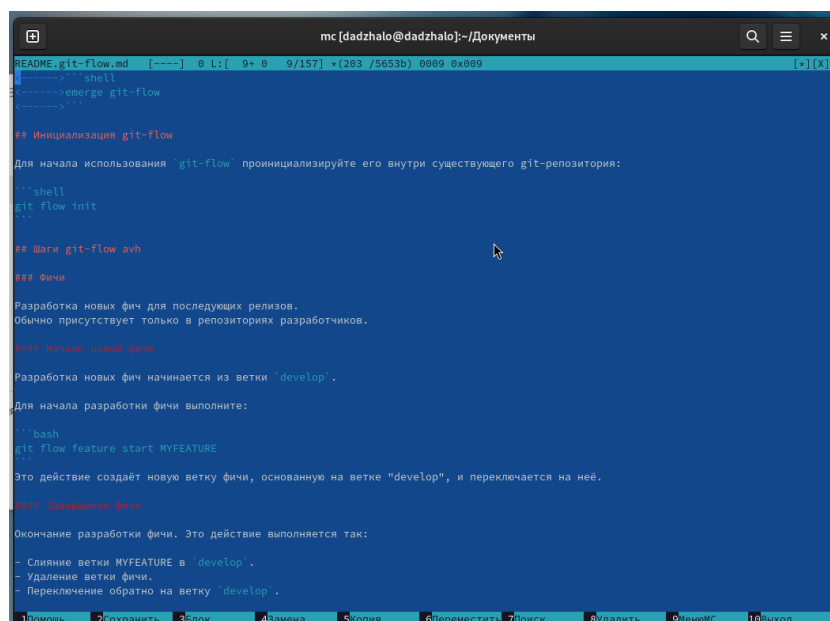 mc [dadzhalo@dadzhalo]:~/Документы
README.git-flow.md [----] 0 L:[ 9+ 0 9/157] *(203 /5653b) 0009 0x009 [*][X]
<------>```shell
<------>emerge git-flow
<------>```
## Инициализация git-flow
Для начала использования `git-flow` проинициализируйте его внутри существующего git-репозитория:
```shell
git flow init
```
## Шаги git-flow avh
### Фичи
Разработка новых фич для последующих релизов.
Обычно присутствует только в репозиториях разработчиков.
#### Начало новой фичи
Разработка новых фич начинается из ветки `develop`.
Для начала разработки фичи выполните:
```bash
git flow feature start MYFEATURE
```
Это действие создаёт новую ветку фичи, основанную на ветке "develop", и переключается на неё.
#### Завершение фичи
Окончание разработки фичи. Это действие выполняется так:
- Слияние ветки MYFEATURE в `develop`.
- Удаление ветки фичи.
- Переключение обратно на ветку `develop`.
1Помощь 2Сохранить 3Блок 4Замена 5Копия 6Переместить 7Поиск 8Удалить 9МенюMC 10Выход